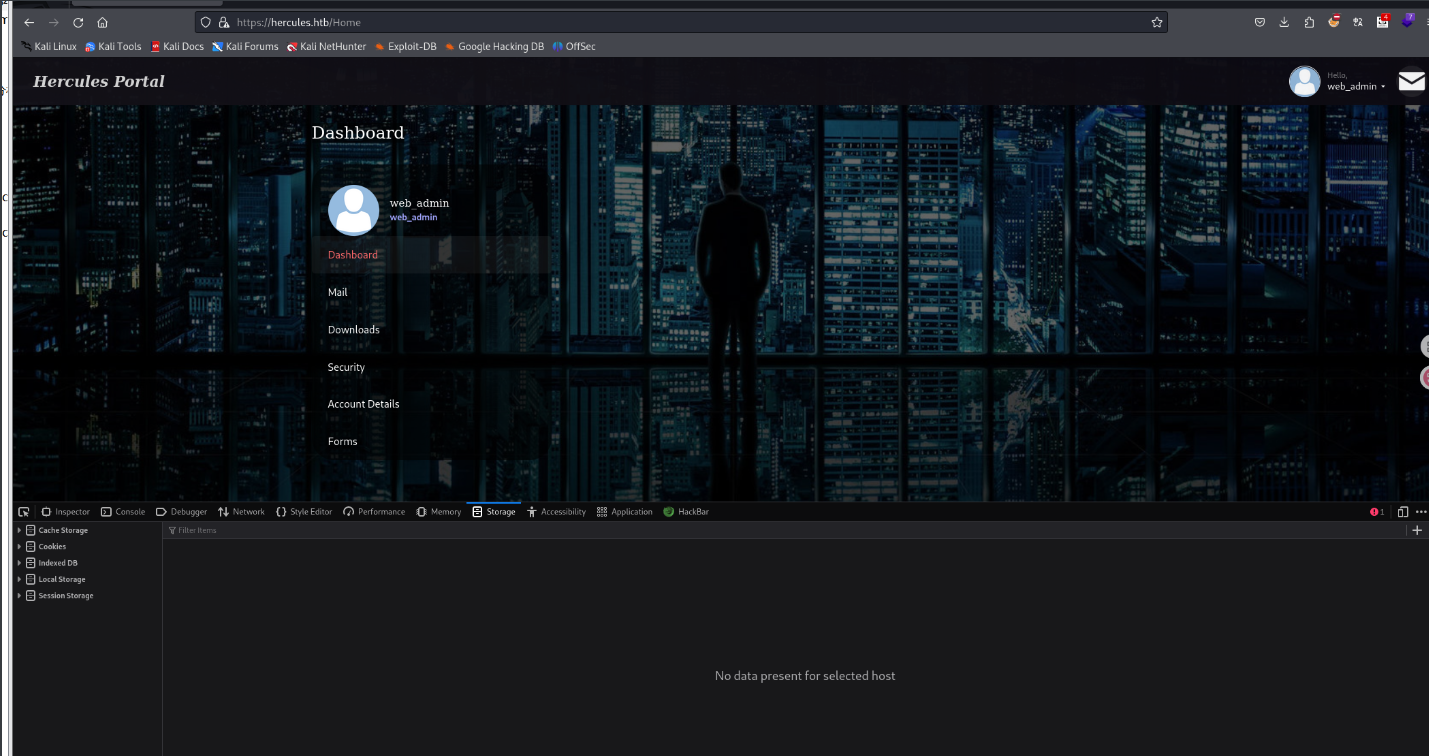 https://hercules.htb/Home
4
7
Kali Linux Kali Tools Kali Docs Kali Forums Kali NetHunter Exploit-DB Google Hacking DB OffSec
Hercules Portal
Hello,
web_admin
Dashboard
web_admin
web_admin
Dashboard
Mail
Downloads
Security
Account Details
Forms
Inspector Console Debugger Network Style Editor Performance Memory Storage Accessibility Application HackBar 1
Cache Storage
Filter Items
Cookies
Indexed DB
Local Storage
Session Storage
No data present for selected host